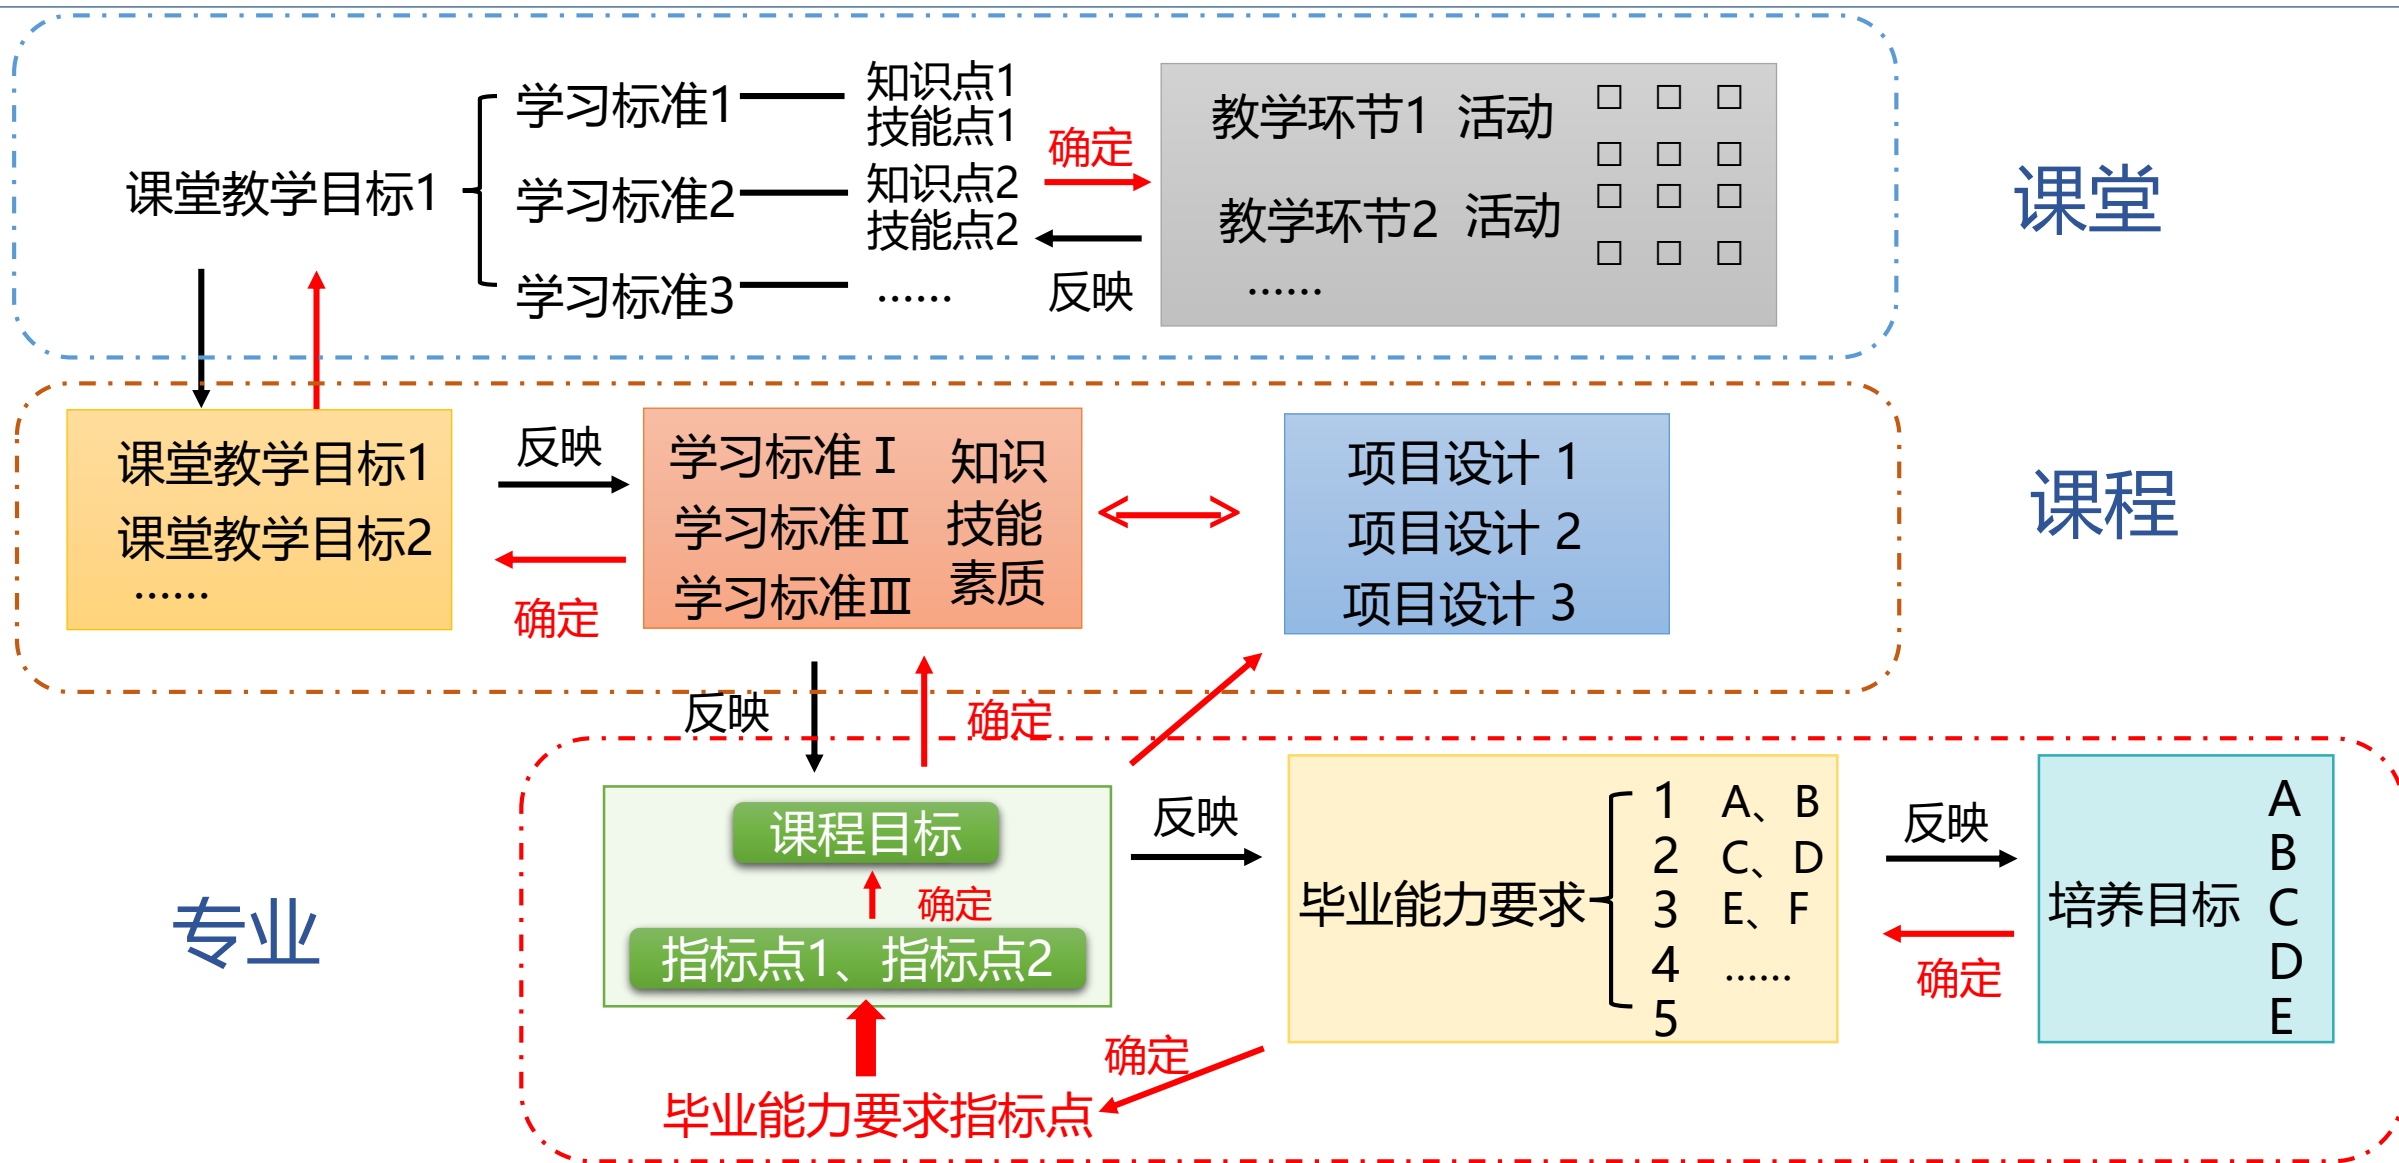 课堂教学目标1
学习标准1
学习标准2
学习标准3
知识点1
技能点1
知识点2
技能点2
……
确定
反映
教学环节1 活动 □ □ □
□ □ □
教学环节2 活动 □ □ □
□ □ □
……
课堂
课堂教学目标1
课堂教学目标2
……
反映
确定
学习标准Ⅰ
学习标准Ⅱ
学习标准Ⅲ
知识
技能
素质
项目设计 1
项目设计 2
项目设计 3
课程
反映
确定
专业
课程目标
确定
指标点1、指标点2
毕业能力要求指标点
反映
确定
毕业能力要求
1 A、B
2 C、D
3 E、F
4 ……
5
反映
确定
培养目标
A
B
C
D
E